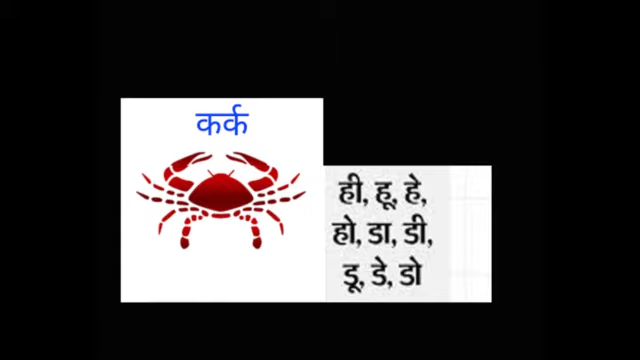 कर्क
ही, हू, हे,
हो, डा, डी,
डू, डे, डो